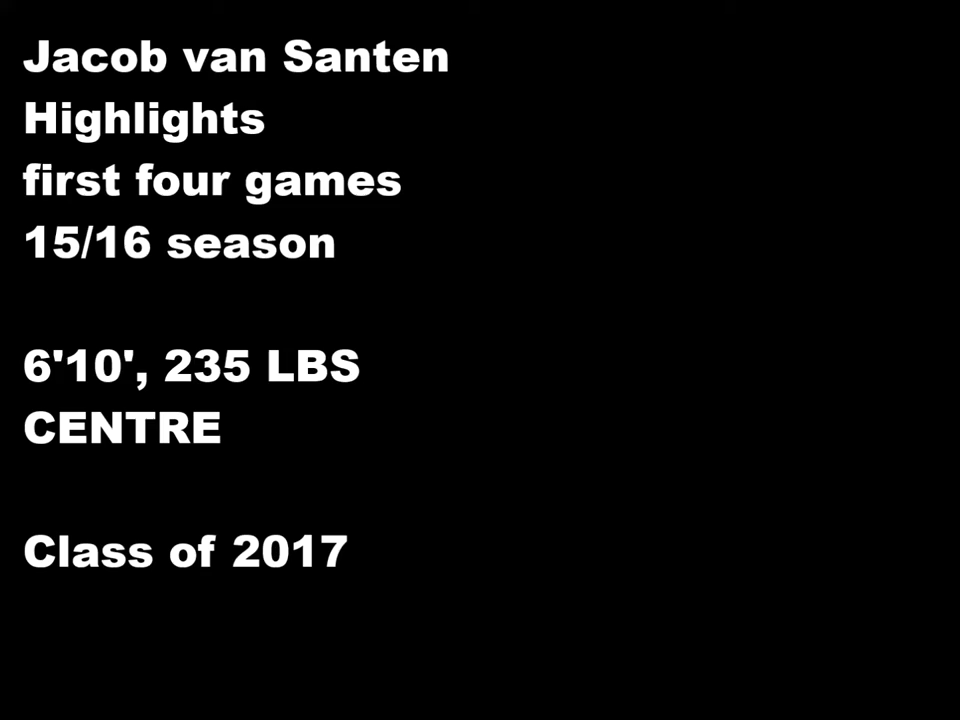 Jacob van Santen
Highlights
first four games
15/16 season
6'10', 235 LBS
CENTRE
Class of 2017